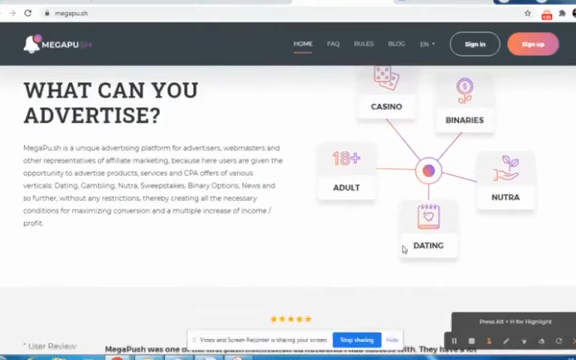 megapu.sh
MEGAPUSH
HOME FAQ RULES BLOG EN Sign in Sign up
WHAT CAN YOU
ADVERTISE?
MegaPu.sh is a unique advertising platform for advertisers, webmasters and
other representatives of affiliate marketing, because here users are given the
opportunity to advertise products, services and CPA offers of various
verticals: Dating, Gambling, Nutra, Sweepstakes, Binary Options, News and
so further, without any restrictions, thereby creating all the necessary
conditions for maximizing conversion and a multiple increase of income /
profit.
CASINO
BINARIES
18+
ADULT
NUTRA
DATING
Press Alt + H for Highlight
Screen Recorder is sharing your screen.
Stop sharing
Hide
* User Review
MegaPush was one of the first push